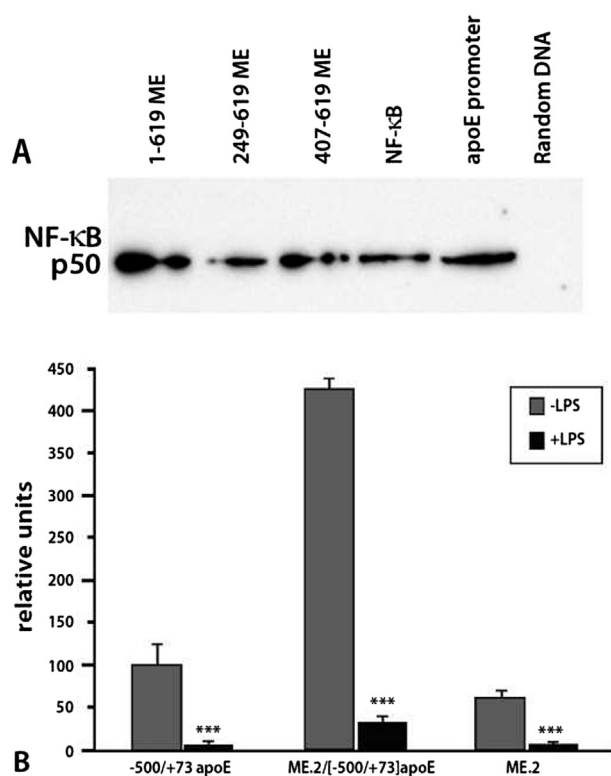 1-619 ME
249-619 ME
407-619 ME
NF-κB
apoE promoter
Random DNA
A
NF-κB
p50
450
400
350
300
250
200
150
100
50
0
relative units
-LPS
+LPS
***
***
***
-500/+73 apoE
ME.2/[-500/+73]apoE
ME.2
B